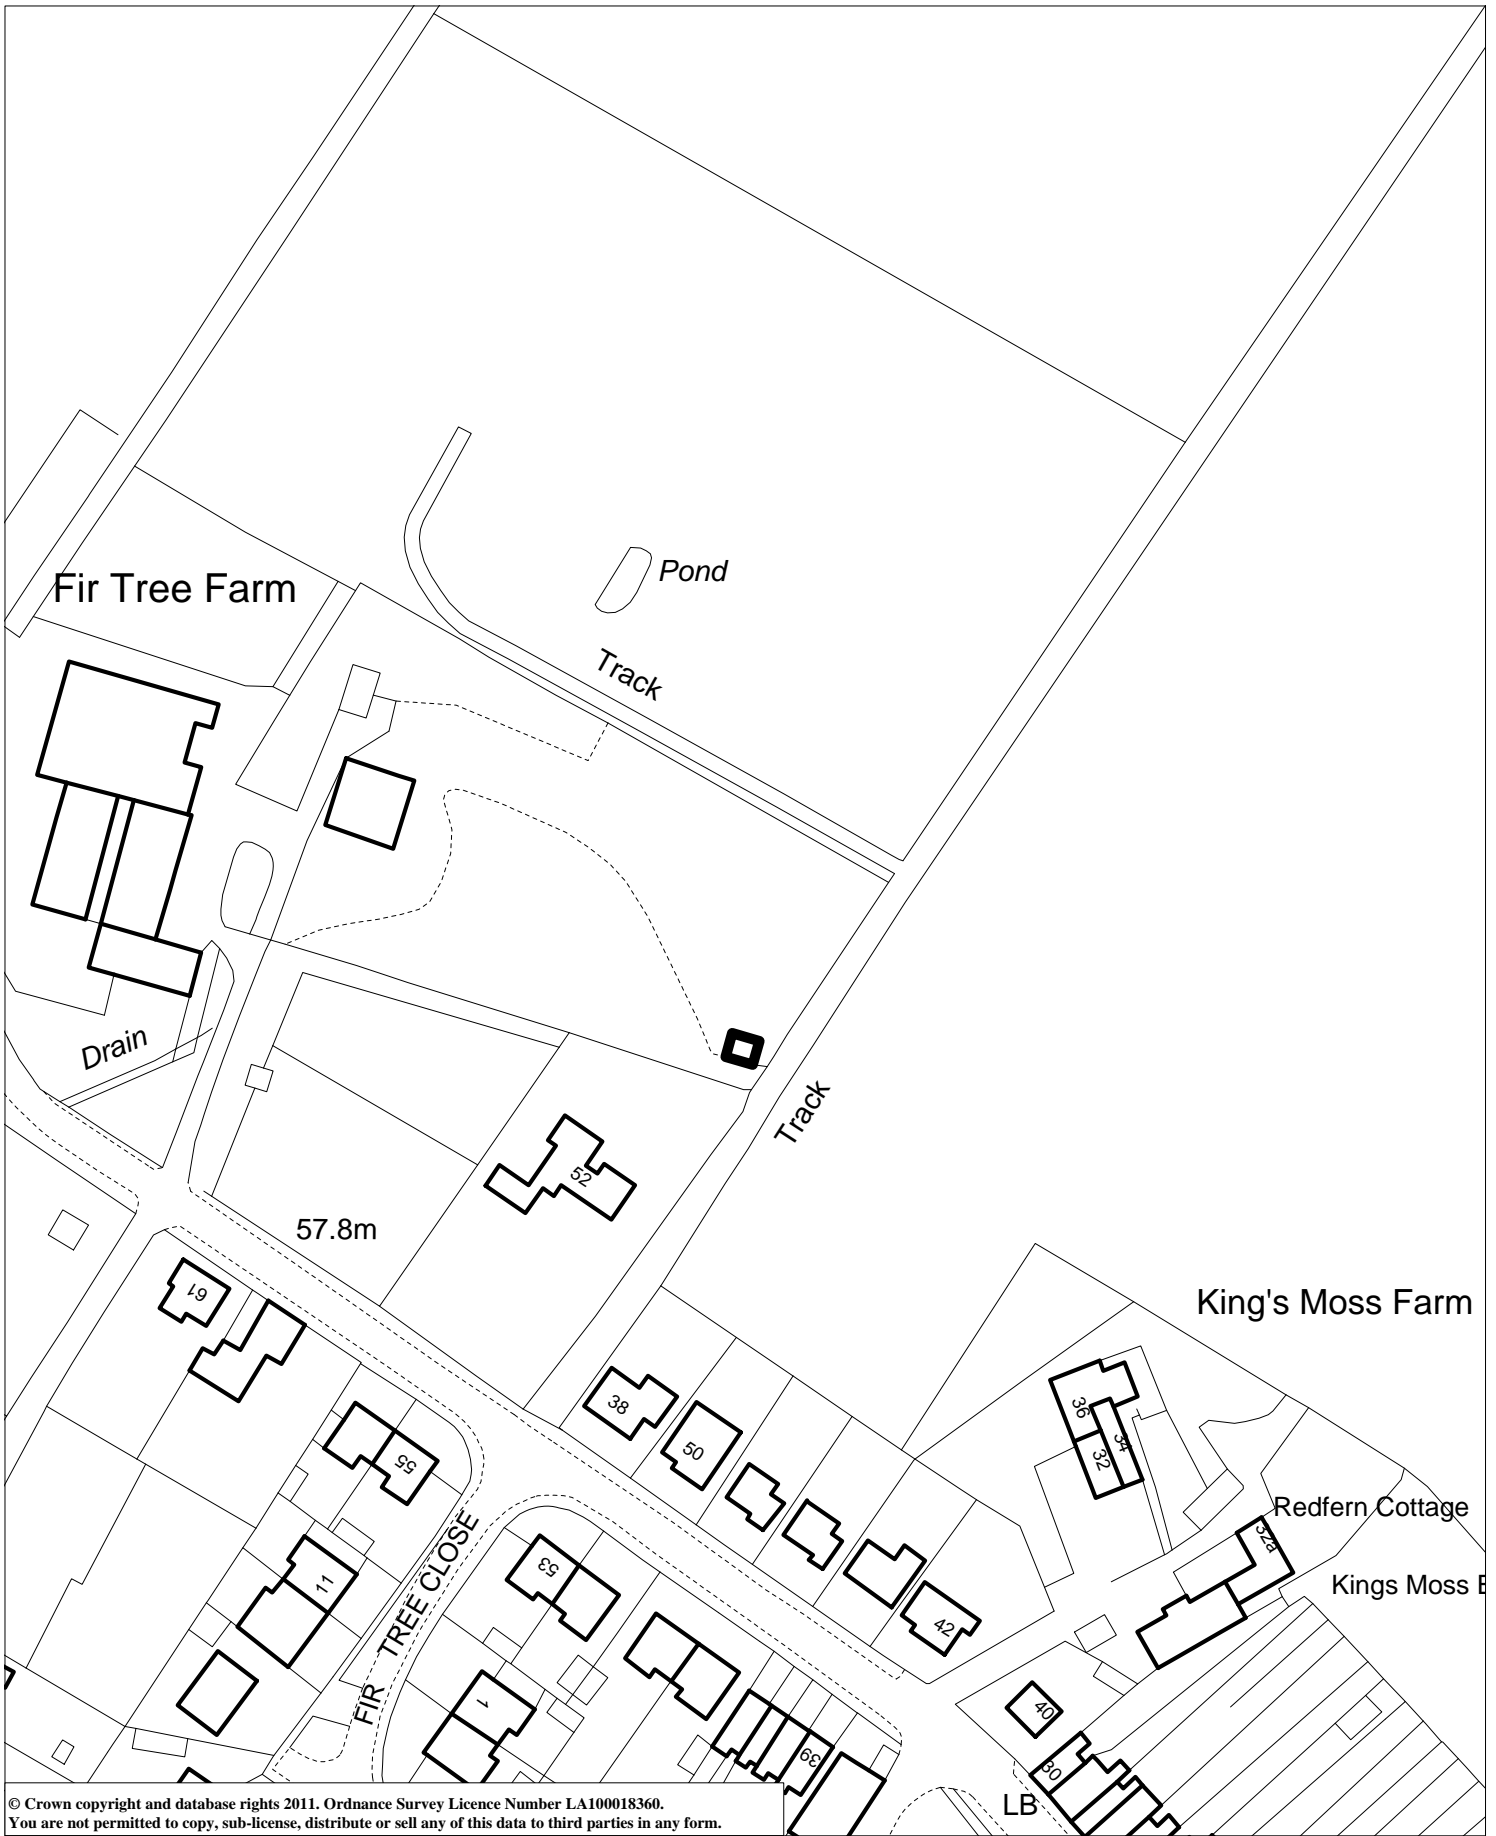 Fir Tree Farm
Pond
Track
Drain
Track
52
57.8m
61
King's Moss Farm
38
50
36
34
32
55
Redfern Cottage
32a
Kings Moss
53
11
FIR TREE CLOSE
42
1
40
39
30
LB
© Crown copyright and database rights 2011. Ordnance Survey Licence Number LA100018360.
You are not permitted to copy, sub-license, distribute or sell any of this data to third parties in any form.